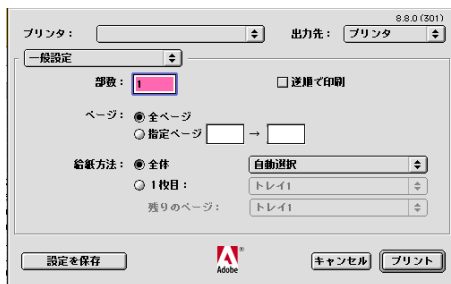 8.8.0 (301)
プリンタ： 出力先： プリンタ
一般設定
部数： 1 逆順で印刷
ページ： 全ページ
指定ページ →
給紙方法： 全体 自動選択
1枚目： トレイ1
残りのページ： トレイ1
設定を保存 Adobe キャンセル プリント